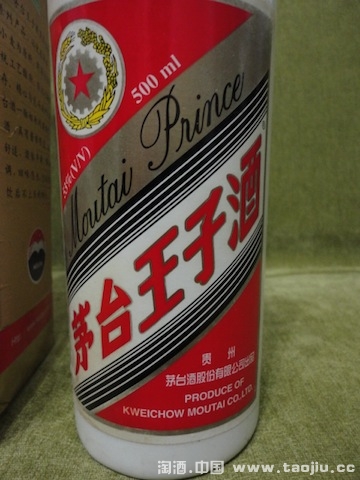 500 ml
53%(V/V)
Moutai Prince
茅台王子酒
贵州
茅台酒股份有限公司出品
PRODUCE OF
KWEICHOW MOUTAI CO.,LTD.
淘酒.中国 www.taojiu.cc